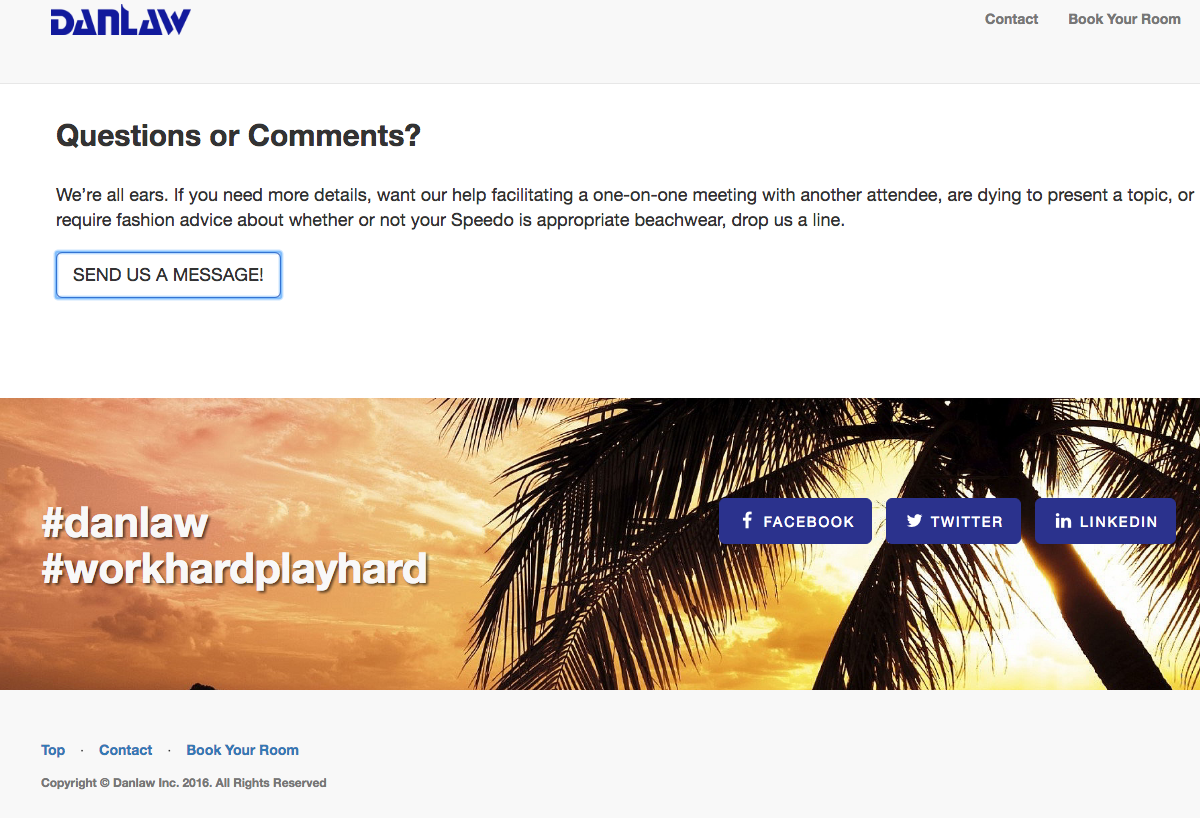 DANLAW
Contact Book Your Room
Questions or Comments?
We’re all ears. If you need more details, want our help facilitating a one-on-one meeting with another attendee, are dying to present a topic, or
require fashion advice about whether or not your Speedo is appropriate beachwear, drop us a line.
SEND US A MESSAGE!
#danlaw
#workhardplayhard
FACEBOOK TWITTER LINKEDIN
Top · Contact · Book Your Room
Copyright © Danlaw Inc. 2016. All Rights Reserved